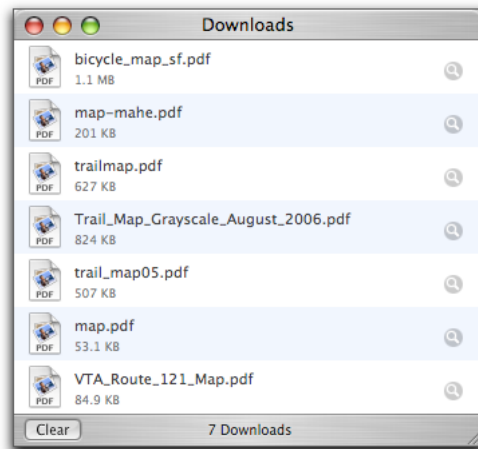 Downloads
bicycle_map_sf.pdf
1.1 MB
PDF
map-mahe.pdf
201 KB
PDF
trailmap.pdf
627 KB
PDF
Trail_Map_Grayscale_August_2006.pdf
824 KB
PDF
trail_map05.pdf
507 KB
PDF
map.pdf
53.1 KB
PDF
VTA_Route_121_Map.pdf
84.9 KB
PDF
Clear 7 Downloads